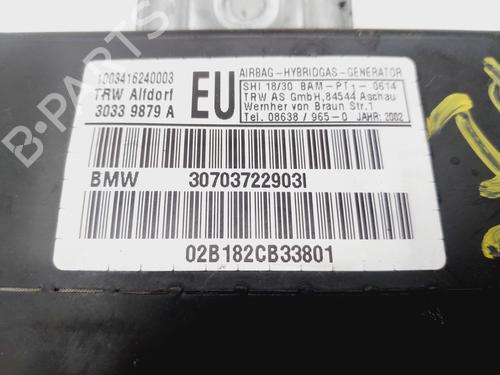 B-PARTS
1003416240003
TRW Alfdorf
3033 9879 A
EU
AIRBAG-HYBRIDGAS-GENERATOR
SHI 18/30 BAM-PT1-0614
TRW AS GmbH, 84544 Aschau
Wernher von Braun Str.1
Tel. 08638/965-0 JAHR: 2002
BMW 30703722903I
02B182CB33801